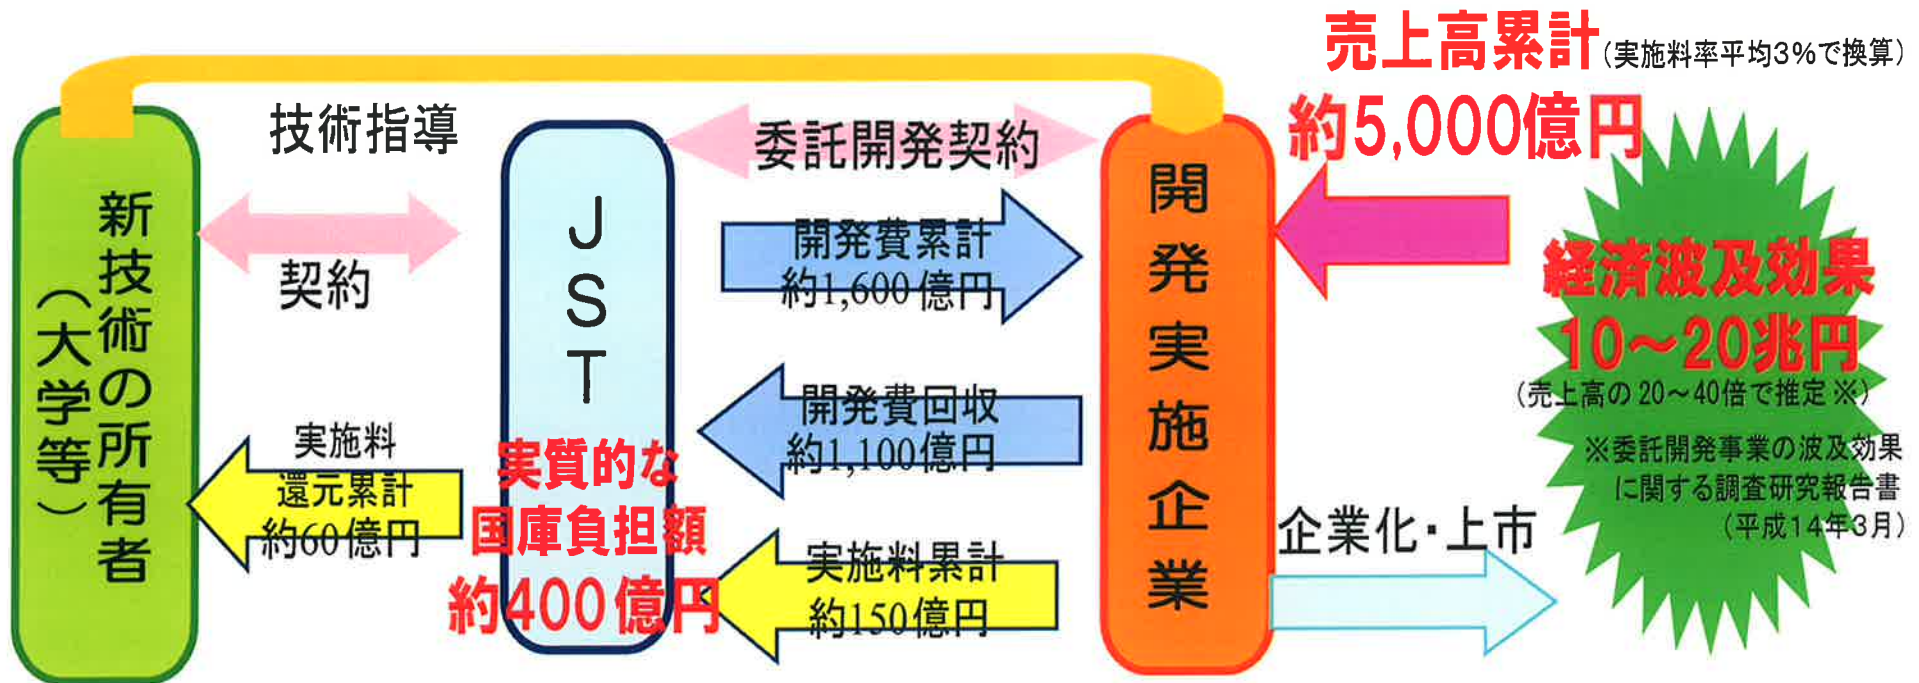 売上高累計(実施料率平均3%で換算)
約5,000億円
技術指導
契約
新技術の所有者
(大学等)
JST
委託開発契約
開発費累計
約1,600億円
開発費回収
約1,100億円
実施料
還元累計
約60億円
実質的な
国庫負担額
約400億円
実施料累計
約150億円
開発実施企業
企業化・上市
経済波及効果
10~20兆円
(売上高の20~40倍で推定※)
※委託開発事業の波及効果
に関する調査研究報告書
(平成14年3月)